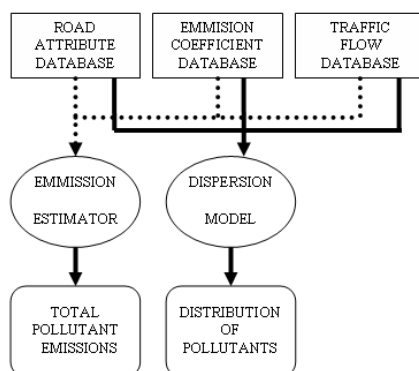 ROAD
ATTRIBUTE
DATABASE
EMMISION
COEFFICIENT
DATABASE
TRAFFIC
FLOW
DATABASE
EMMISSION
ESTIMATOR
DISPERSION
MODEL
TOTAL
POLLUTANT
EMISSIONS
DISTRIBUTION
OF
POLLUTANTS